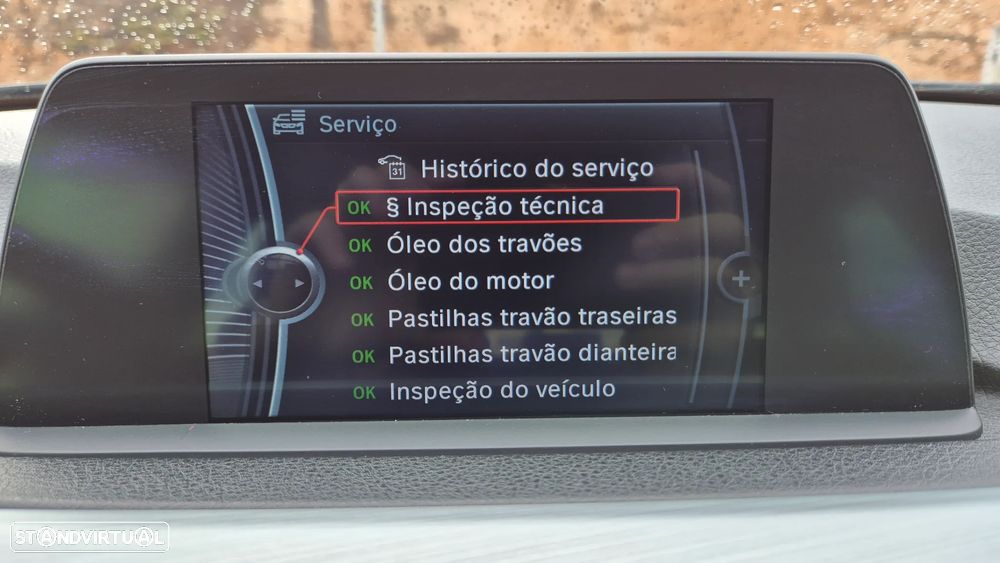 Serviço
31
Histórico do serviço
OK § Inspeção técnica
OK Óleo dos travões
OK Óleo do motor
OK Pastilhas travão traseiras
OK Pastilhas travão dianteira
OK Inspeção do veículo
STANDVIRTUAL